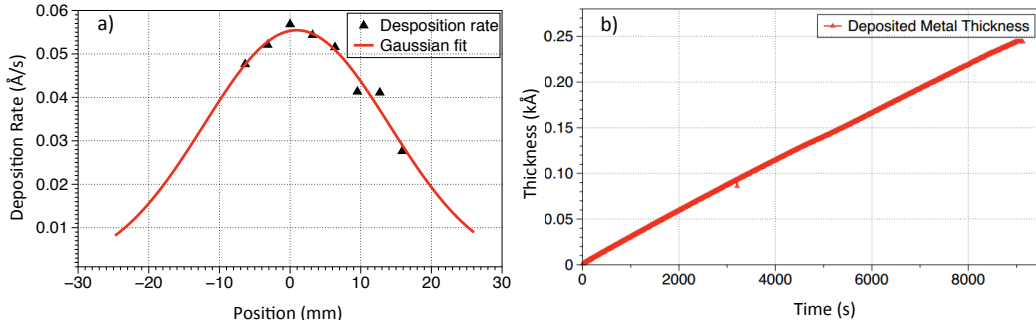 a)
Desposition rate
Gaussian fit
Deposition Rate (Å/s)
0.06
0.05
0.04
0.03
0.02
0.01
−30 −20 −10 0 10 20 30
Position (mm)
b)
Deposited Metal Thickness
Thickness (kÅ)
0.25
0.20
0.15
0.10
0.05
0
0 2000 4000 6000 8000
Time (s)